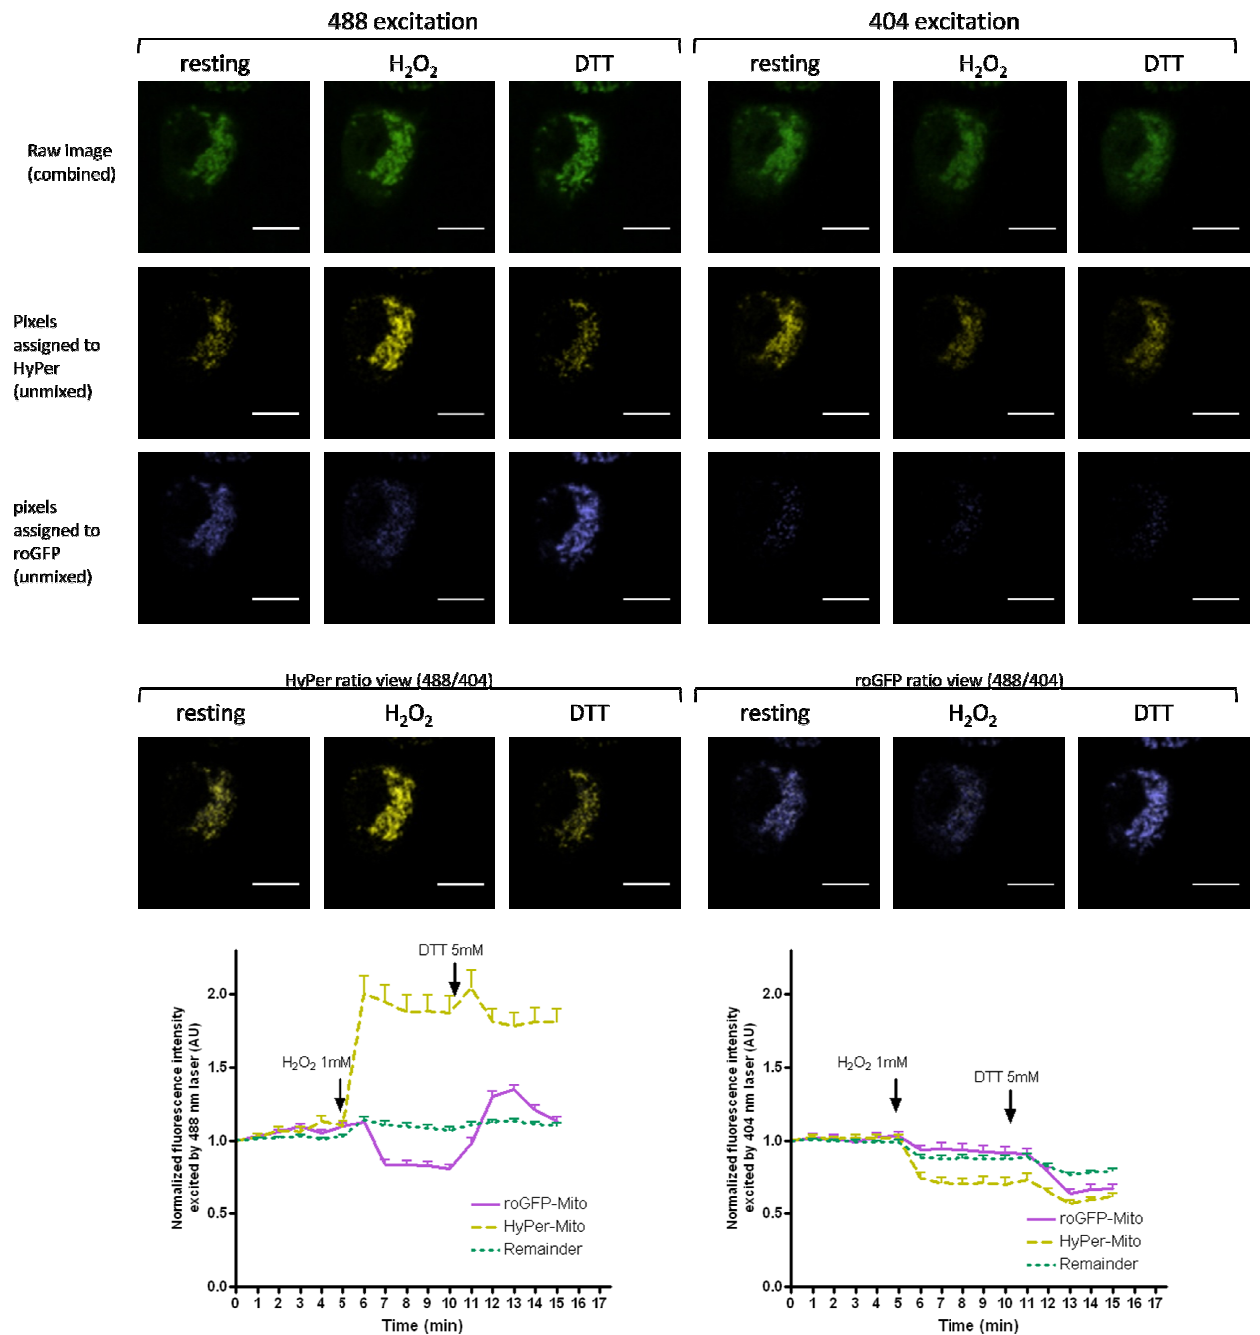 488 excitation
404 excitation
resting
H₂O₂
DTT
resting
H₂O₂
DTT
Raw image
(combined)
Pixels
assigned to
HyPer
(unmixed)
pixels
assigned to
roGFP
(unmixed)
HyPer ratio view (488/404)
roGFP ratio view (488/404)
resting
H₂O₂
DTT
resting
H₂O₂
DTT
Normalized fluorescence intensity
excited by 488 nm laser (AU)
2.0
1.5
1.0
0.5
0.0
H₂O₂ 1mM
DTT 5mM
roGFP-Mito
HyPer-Mito
Remainder
0 1 2 3 4 5 6 7 8 9 10 11 12 13 14 15 16 17
Time (min)
Normalized fluorescence intensity
excited by 404 nm laser (AU)
2.0
1.5
1.0
0.5
0.0
H₂O₂ 1mM
DTT 5mM
roGFP-Mito
HyPer-Mito
Remainder
0 1 2 3 4 5 6 7 8 9 10 11 12 13 14 15 16 17
Time (min)